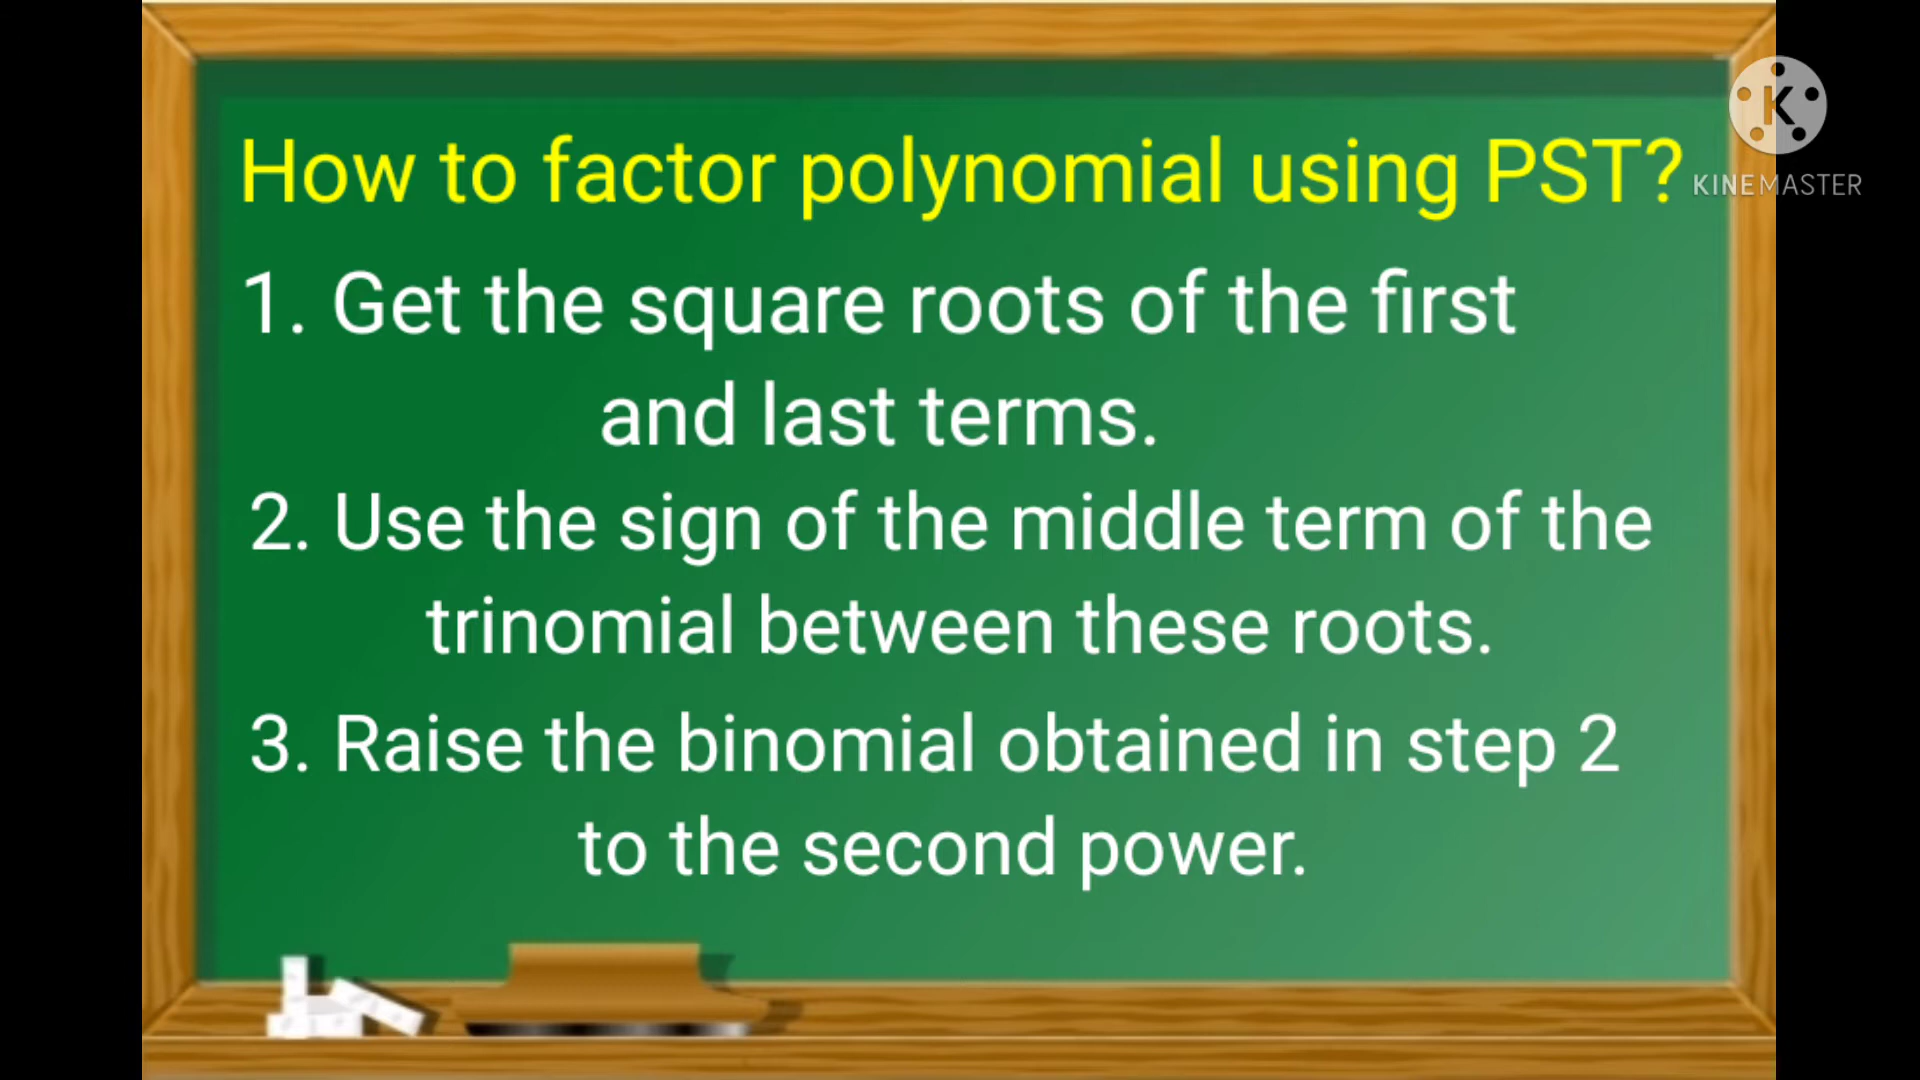 How to factor polynomial using PST?
K
KINEMASTER
1. Get the square roots of the first
and last terms.
2. Use the sign of the middle term of the
trinomial between these roots.
3. Raise the binomial obtained in step 2
to the second power.